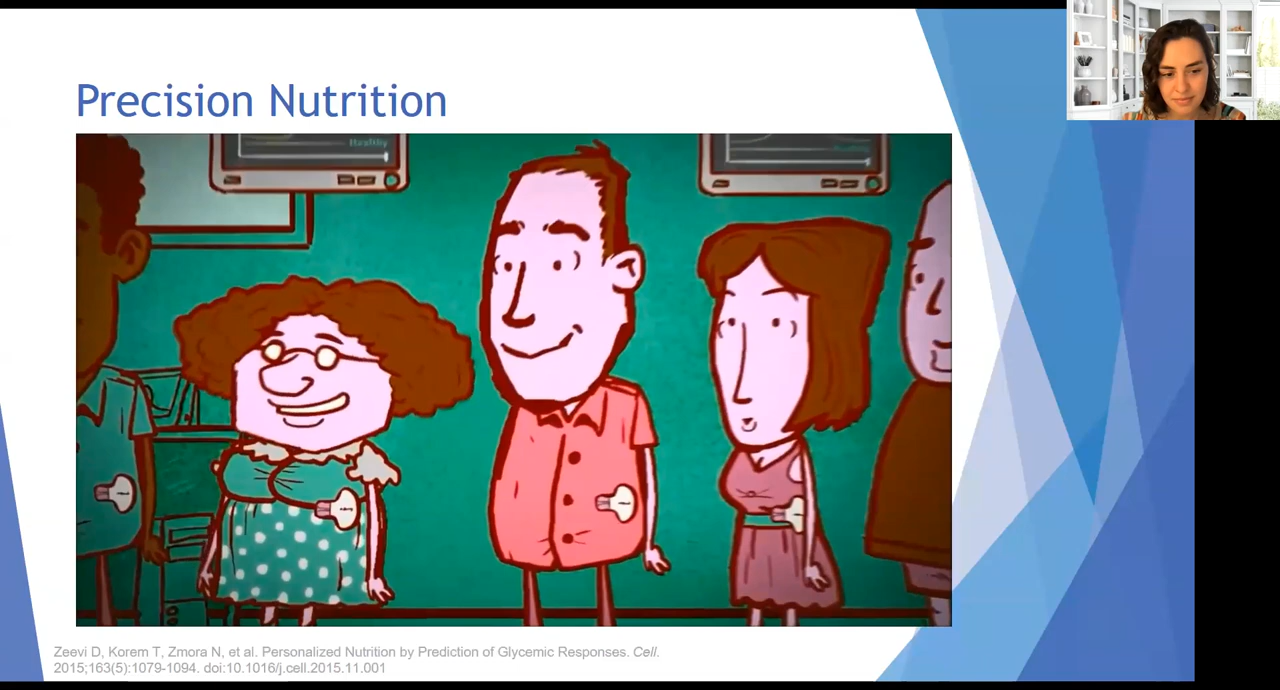 Precision Nutrition
Healthy
Zeevi D, Korem T, Zmora N, et al. Personalized Nutrition by Prediction of Glycemic Responses. Cell.
2015;163(5):1079-1094. doi:10.1016/j.cell.2015.11.001